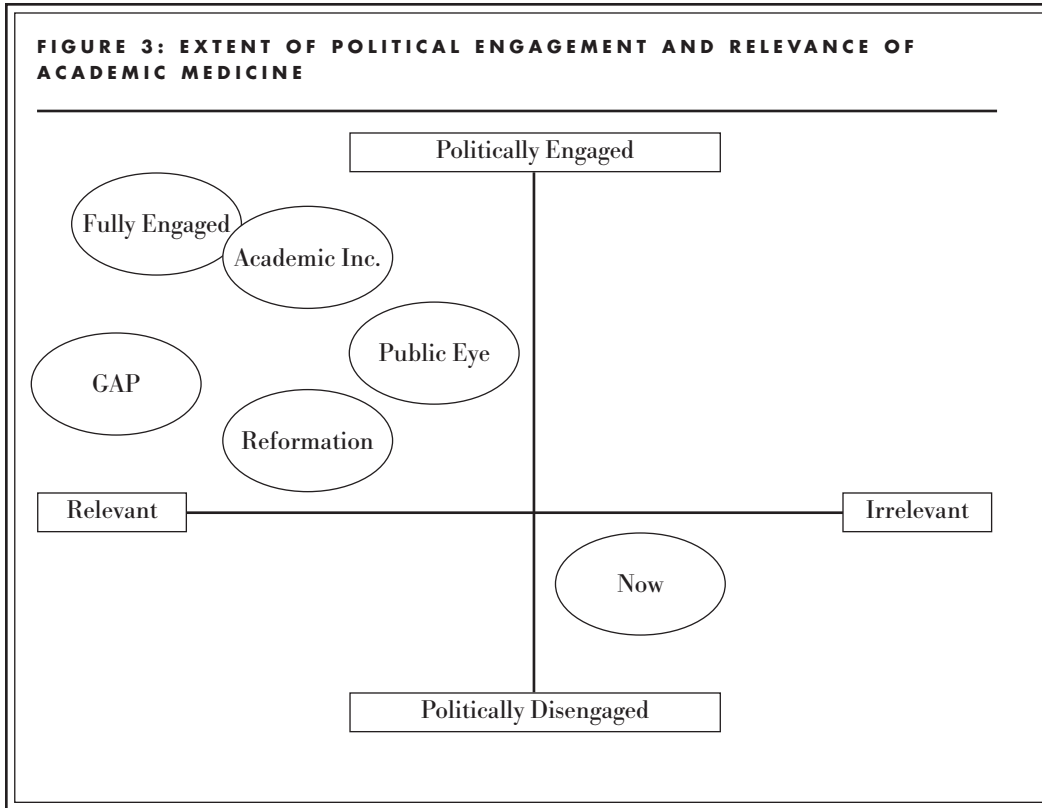 FIGURE 3: EXTENT OF POLITICAL ENGAGEMENT AND RELEVANCE OF
ACADEMIC MEDICINE
Politically Engaged
Fully Engaged
Academic Inc.
Public Eye
GAP
Reformation
Relevant
Irrelevant
Now
Politically Disengaged